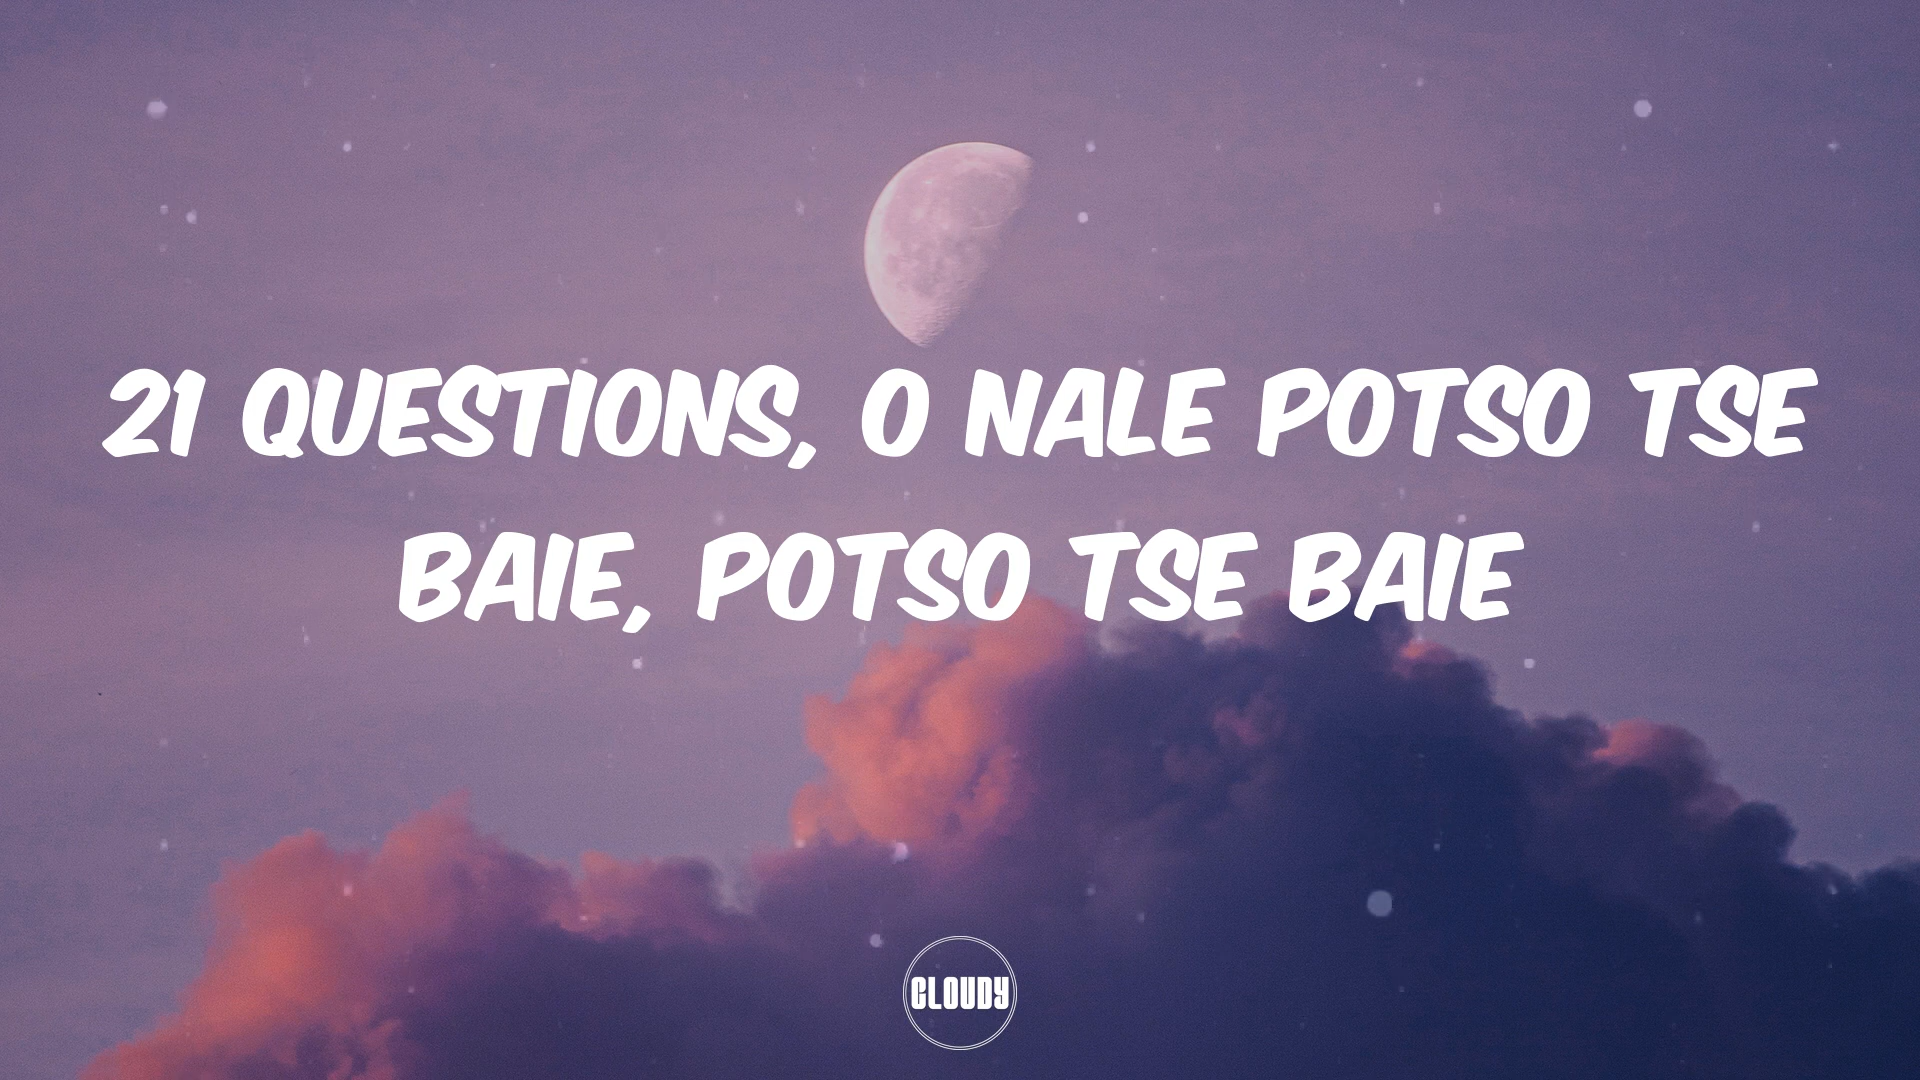 21 QUESTIONS, O NALE POTSO TSE
BAIE, POTSO TSE BAIE
CLOUDY